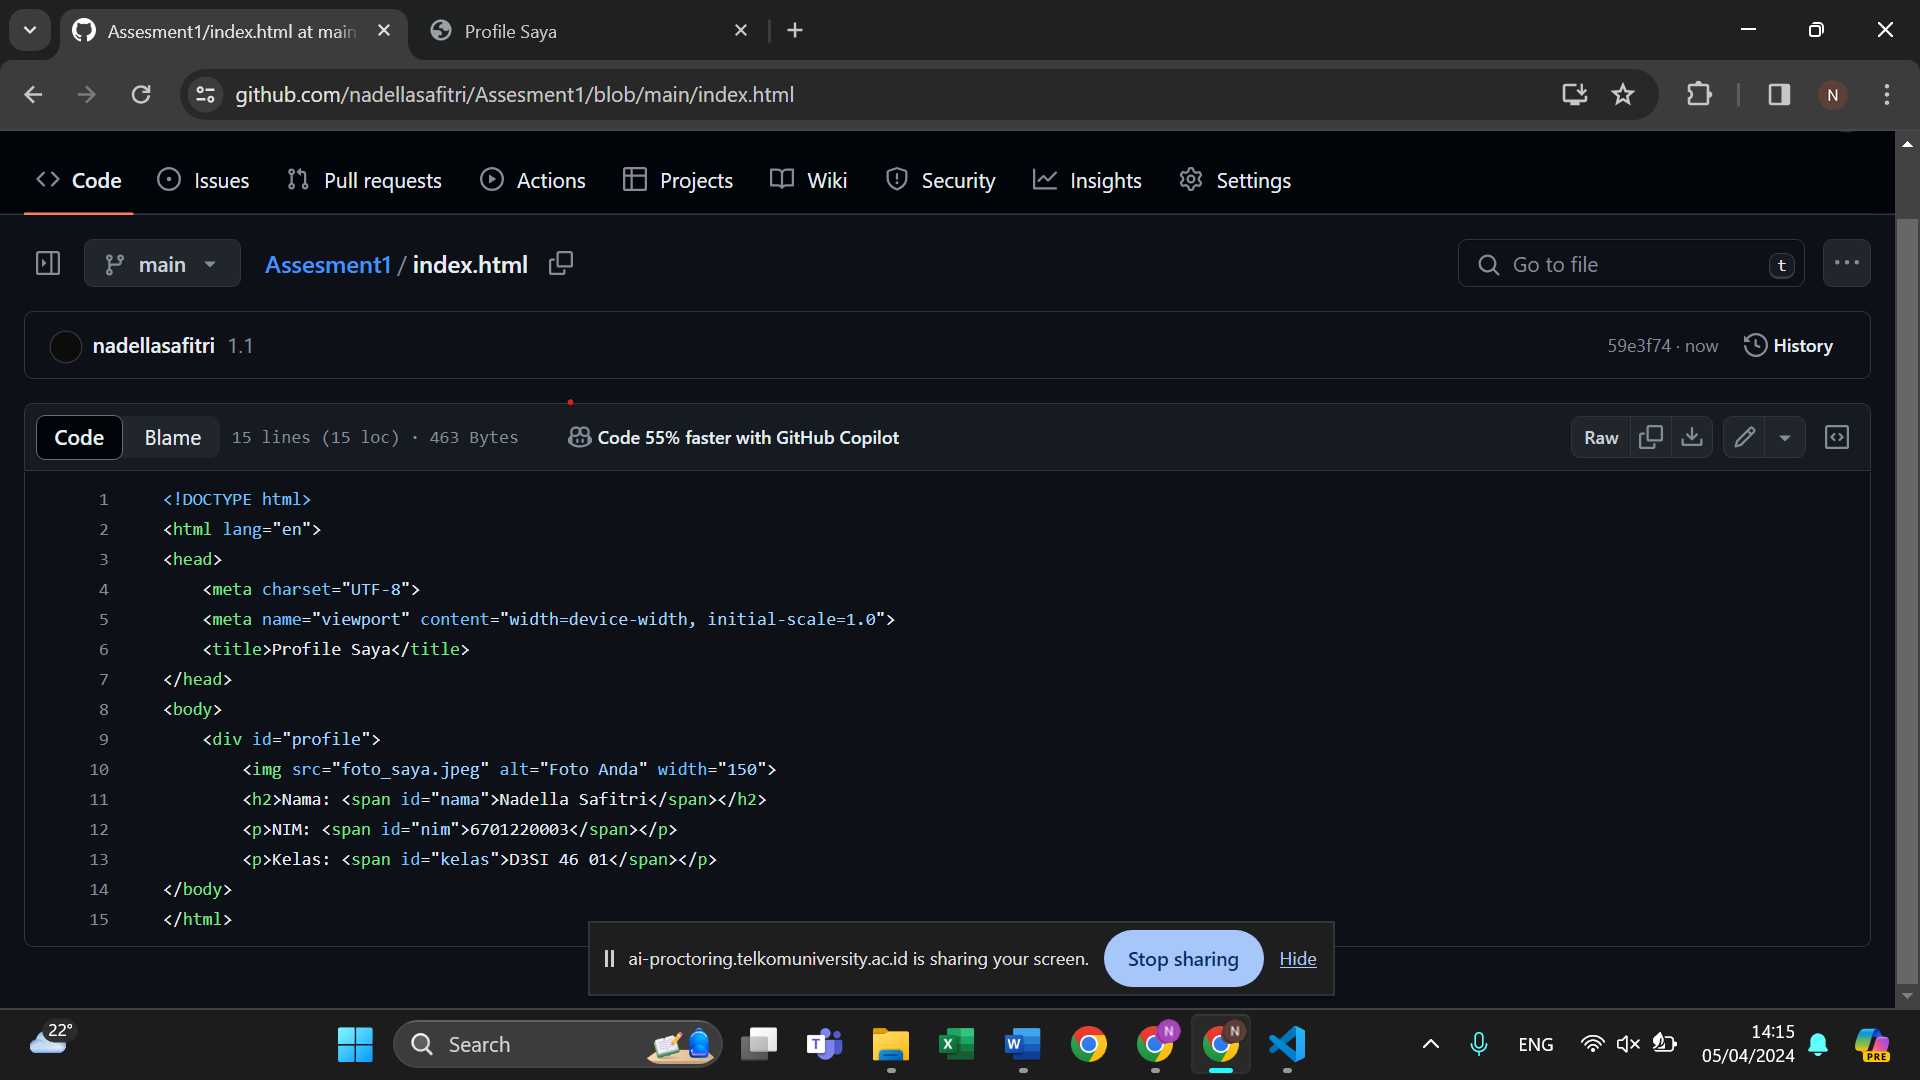 Assesment1/index.html at main
Profile Saya
github.com/nadellasafitri/Assesment1/blob/main/index.html
N
Code
Issues
Pull requests
Actions
Projects
Wiki
Security
Insights
Settings
main
Assesment1 / index.html
Go to file
t
nadellasafitri 1.1
59e3f74 · now
History
Code
Blame
15 lines (15 loc) · 463 Bytes
Code 55% faster with GitHub Copilot
Raw
1 <!DOCTYPE html>
2 <html lang="en">
3 <head>
4 <meta charset="UTF-8">
5 <meta name="viewport" content="width=device-width, initial-scale=1.0">
6 <title>Profile Saya</title>
7 </head>
8 <body>
9 <div id="profile">
10 <img src="foto_saya.jpeg" alt="Foto Anda" width="150">
11 <h2>Nama: <span id="nama">Nadella Safitri</span></h2>
12 <p>NIM: <span id="nim">6701220003</span></p>
13 <p>Kelas: <span id="kelas">D3SI 46 01</span></p>
14 </body>
15 </html>
ai-proctoring.telkomuniversity.ac.id is sharing your screen.
Stop sharing
Hide
22°
Search
T
X
W
N
N
ENG
14:15
05/04/2024
PRE